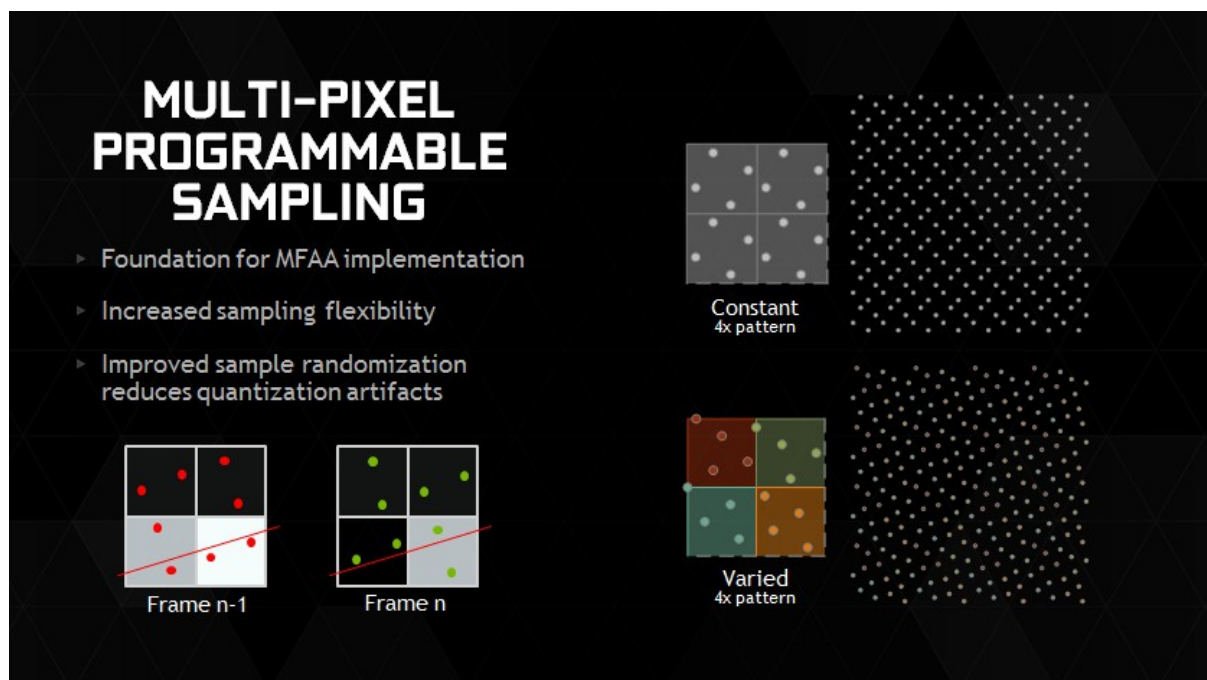 MULTI-PIXEL
PROGRAMMABLE
SAMPLING
Foundation for MFAA implementation
Increased sampling flexibility
Improved sample randomization
reduces quantization artifacts
Frame n-1
Frame n
Constant
4x pattern
Varied
4x pattern